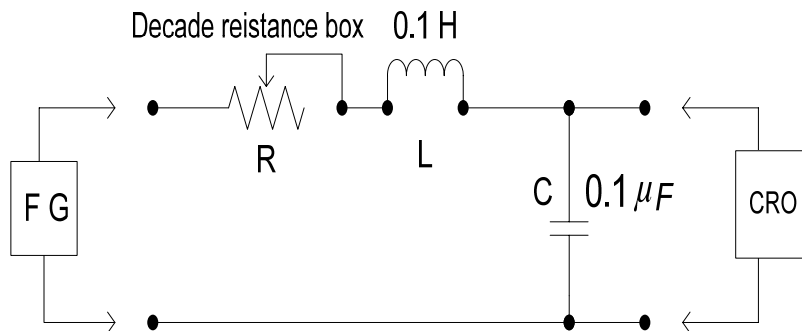 Decade reistance box 0.1 H
R
L
F G
C 0.1 μF
CRO